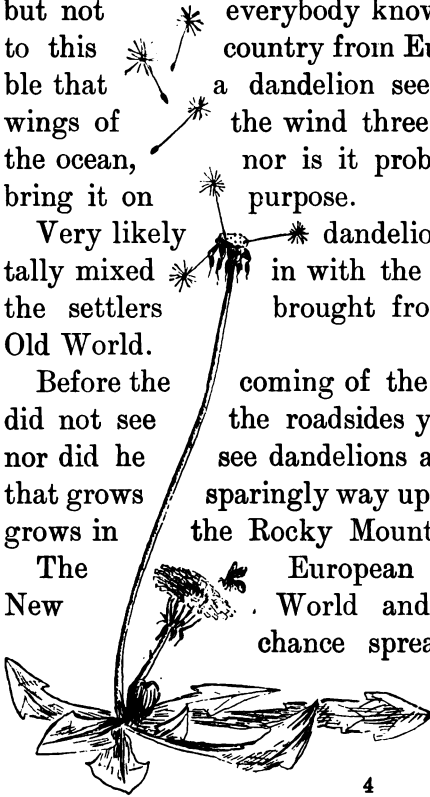 but not everybody know
to this country from Eu
ble that a dandelion see
wings of the wind three
the ocean, nor is it prob
bring it on purpose.
Very likely dandelio
tally mixed in with the
the settlers brought fro
Old World.
Before the coming of the
did not see the roadsides y
nor did he see dandelions a
that grows sparingly way up
grows in the Rocky Mount
The European
New World and
chance sprea
4